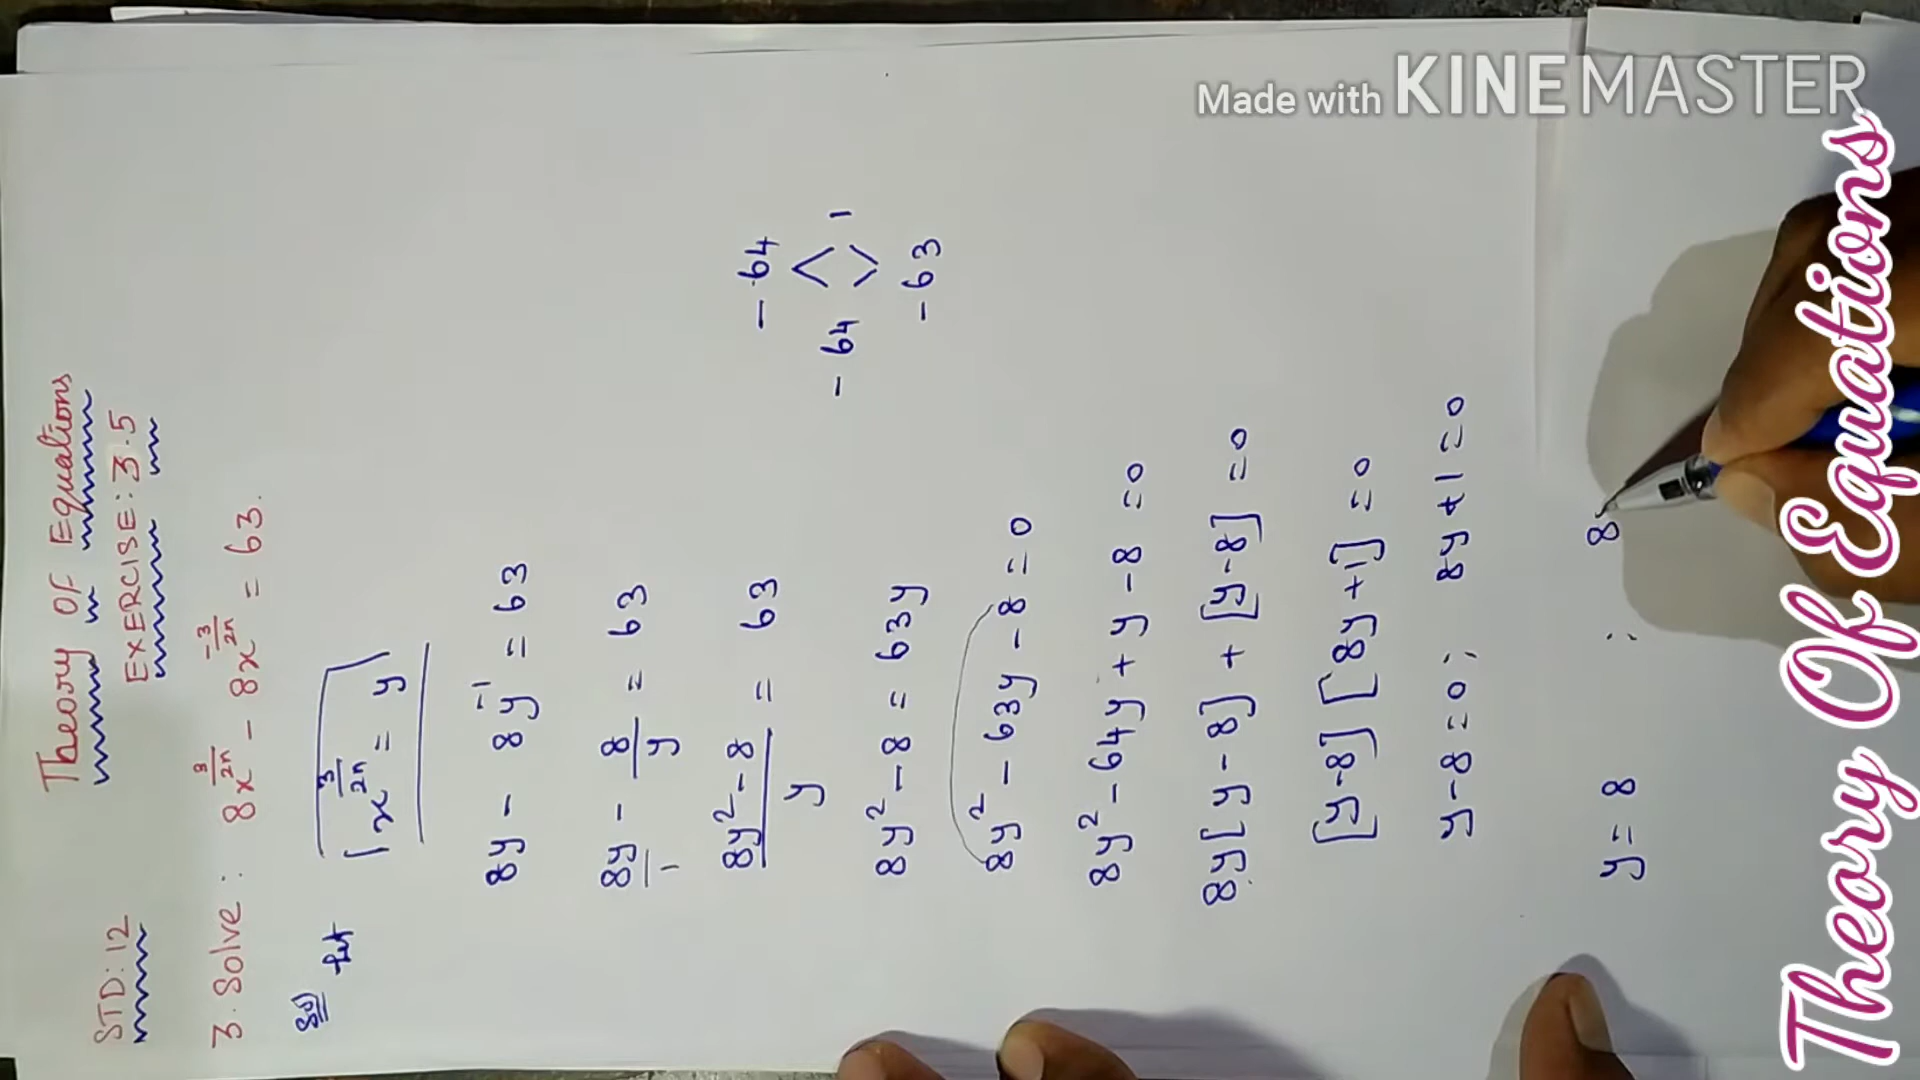 Made with KINEMASTER
Theory Of Equations
Theory OF Equations
STD: 12
EXERCISE: 3.5
3. Solve : 8x^(3/2n) - 8x^(-3/2n) = 63.
Sol
Put
x^(3/2n) = y
8y - 8y⁻¹ = 63
8y/1 - 8/y = 63
(8y² - 8)/y = 63
8y² - 8 = 63y
8y² - 63y - 8 = 0
- 64
- 64 1
- 63
8y² - 64y + y - 8 = 0
8y[y - 8] + [y - 8] = 0
[y-8] [8y + 1] = 0
y - 8 = 0; 8y + 1 = 0
y = 8 ; 8